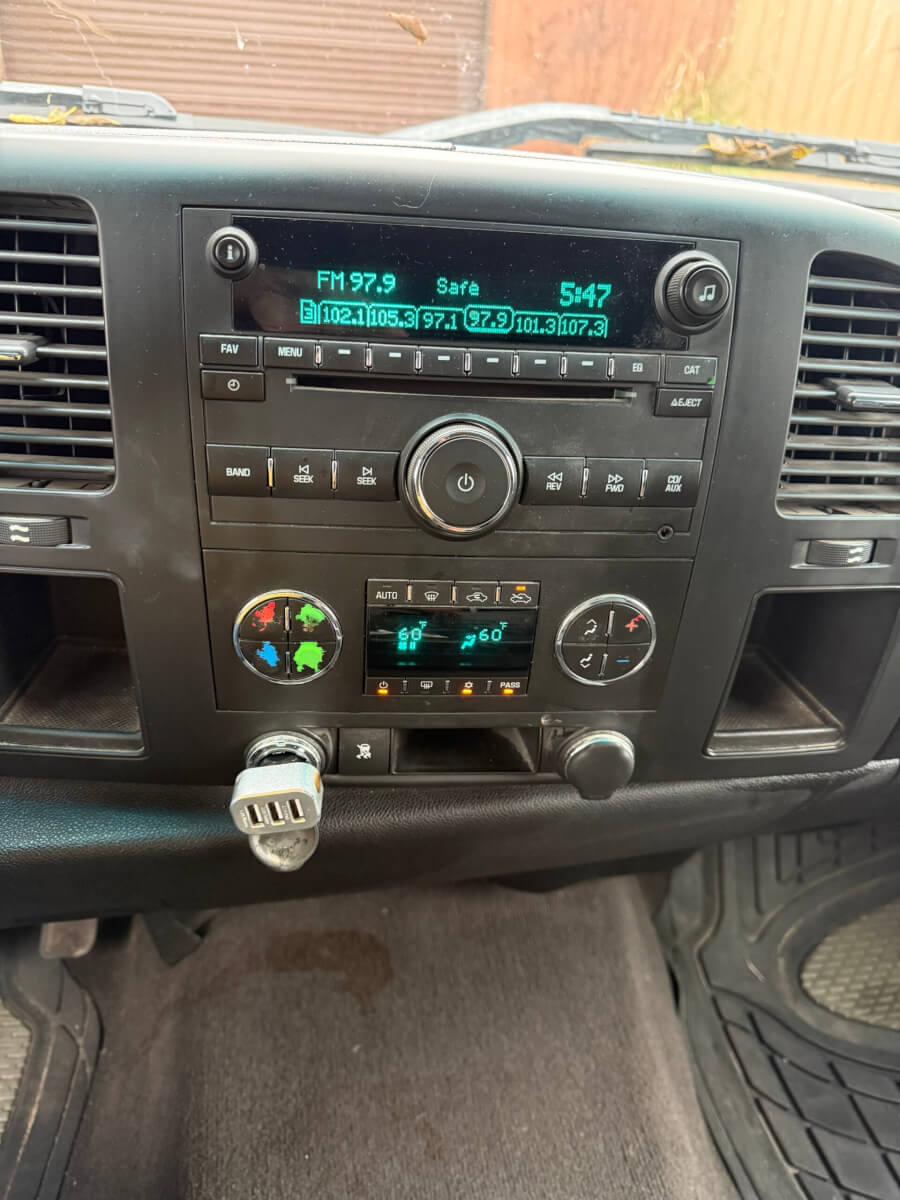 i
FM 97.9 Safe 5:47
3 102.1 105.3 97.1 97.9 101.3 107.3
FAV MENU EQ CAT
EJECT
BAND SEEK SEEK REV FWD CD/AUX
AUTO
60°F 60°F
PASS